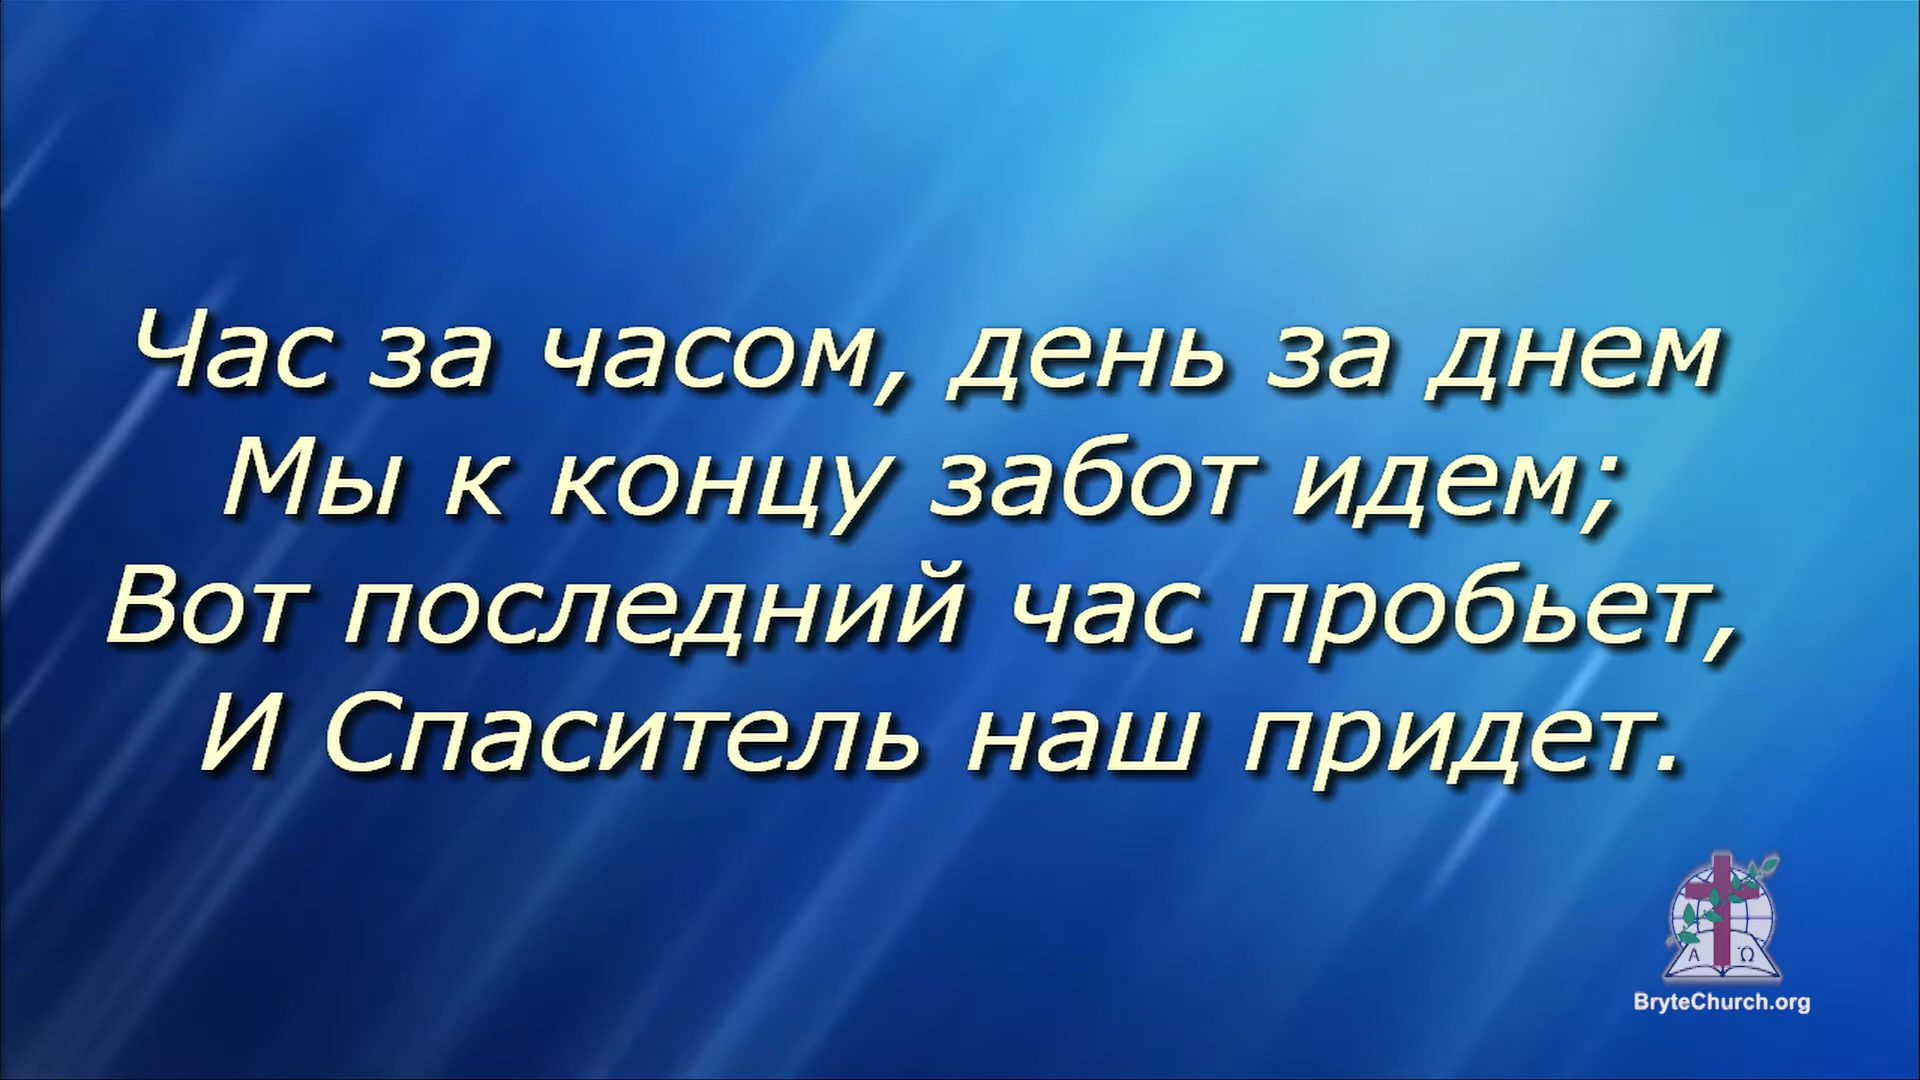 Час за часом, день за днем
Мы к концу забот идем;
Вот последний час пробьет,
И Спаситель наш придет.
Α Ω
BryteChurch.org